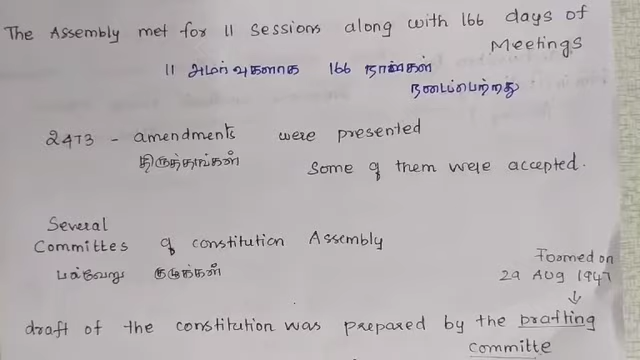 The Assembly met for 11 sessions along with 166 days of
Meetings
11 அமர்வுகளாக 166 நாங்கள்
நடைப்பெற்றது
2473 - amendments were presented
திருத்தங்கள் Some of them were accepted.
Several
Committes of constitution Assembly
பல்வேறு குழுக்கள்
Formed on
29 Aug 1947
↓
draft of the constitution was prepared by the Drafting
committe